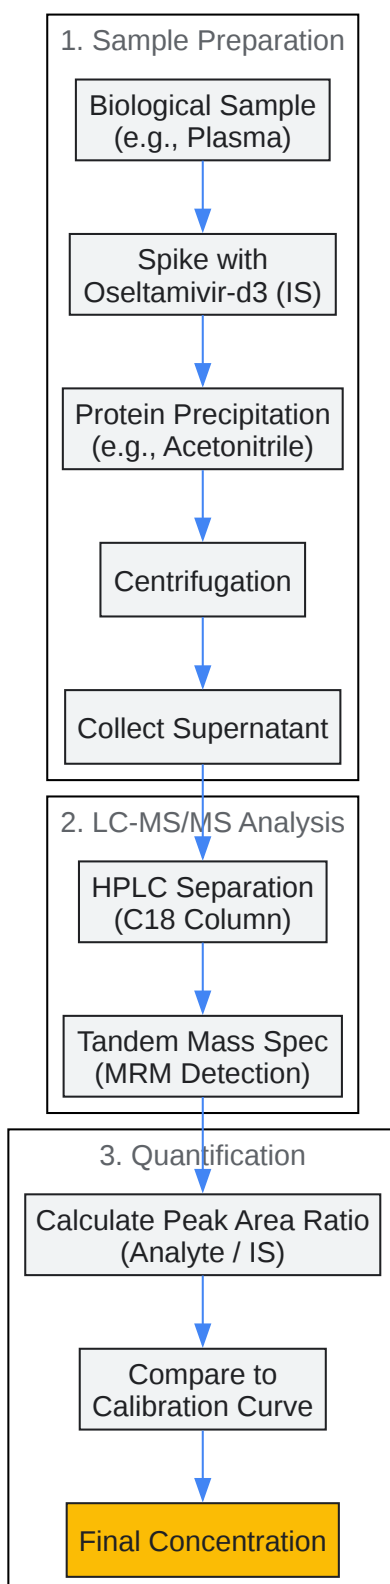 1. Sample Preparation
Biological Sample
(e.g., Plasma)
Spike with
Oseltamivir-d3 (IS)
Protein Precipitation
(e.g., Acetonitrile)
Centrifugation
Collect Supernatant
2. LC-MS/MS Analysis
HPLC Separation
(C18 Column)
Tandem Mass Spec
(MRM Detection)
3. Quantification
Calculate Peak Area Ratio
(Analyte / IS)
Compare to
Calibration Curve
Final Concentration